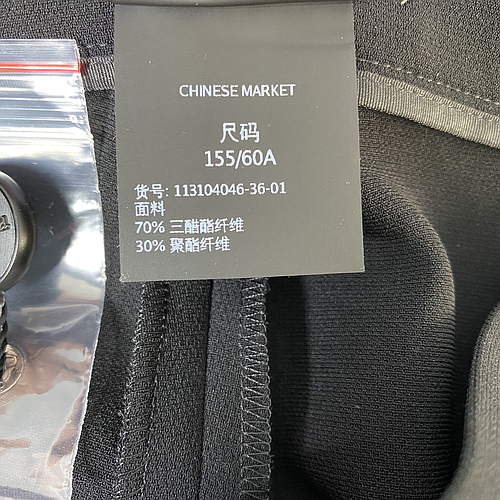 CHINESE MARKET
尺码
155/60A
货号: 113104046-36-01
面料
70% 三醋酯纤维
30% 聚酯纤维